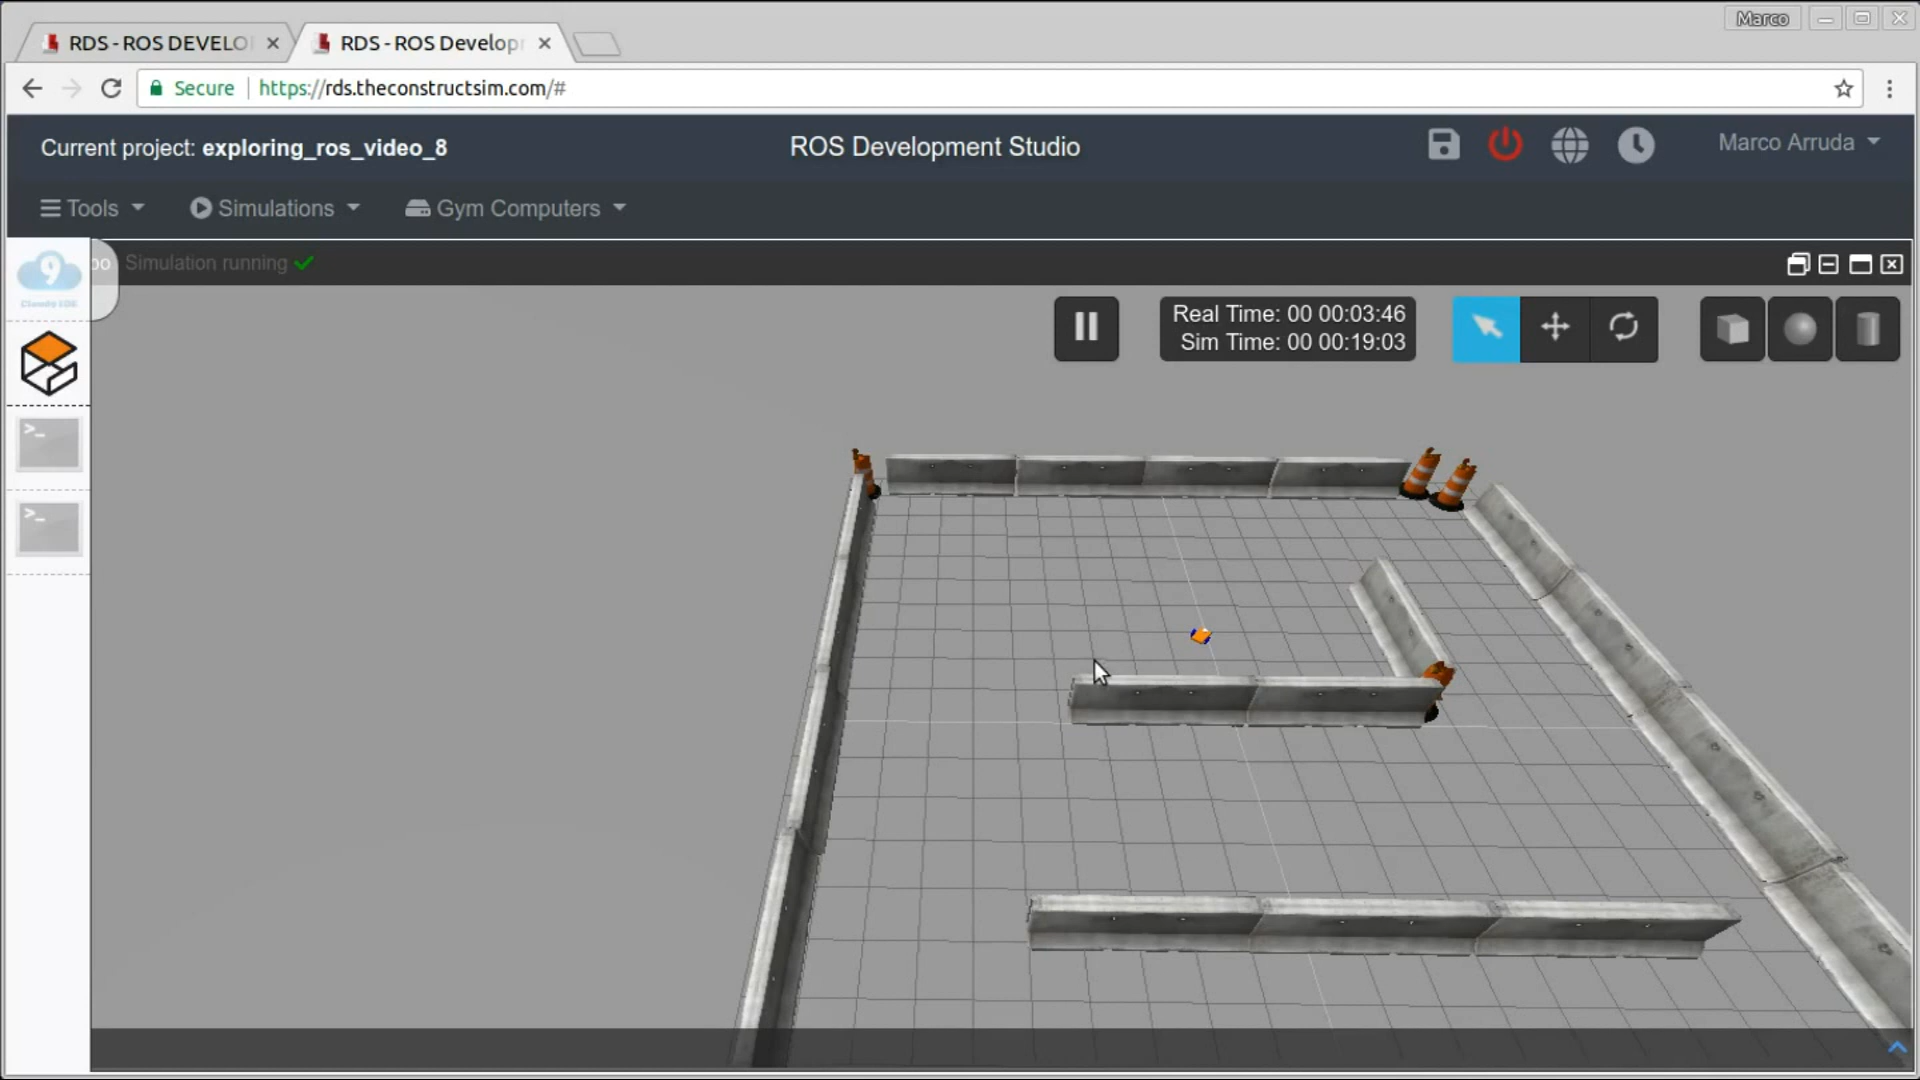 Marco
RDS - ROS DEVELO
RDS - ROS Develop
Secure
https://rds.theconstructsim.com/#
Current project: exploring_ros_video_8
ROS Development Studio
Marco Arruda
Tools
Simulations
Gym Computers
9
oo Simulation running
Real Time: 00 00:03:46
Sim Time: 00 00:19:03
>_
>_